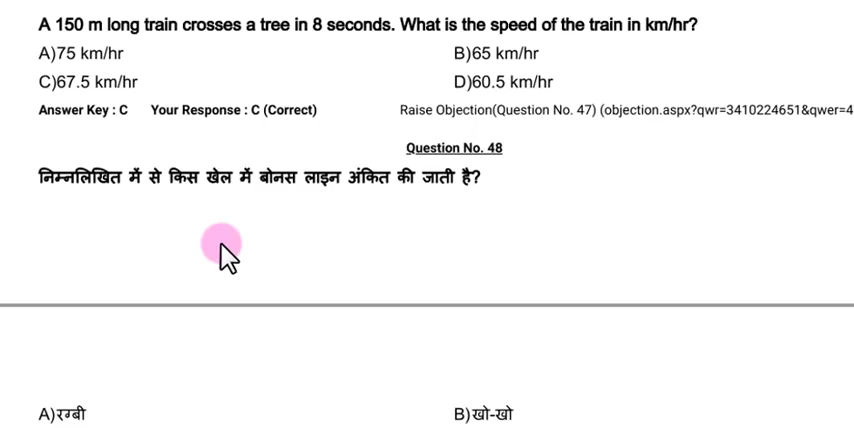 A 150 m long train crosses a tree in 8 seconds. What is the speed of the train in km/hr?
A)75 km/hr B)65 km/hr
C)67.5 km/hr D)60.5 km/hr
Answer Key : C Your Response : C (Correct) Raise Objection(Question No. 47) (objection.aspx?qwr=3410224651&qwer=4
Question No. 48
निम्नलिखित में से किस खेल में बोनस लाइन अंकित की जाती है?
A)रग्बी B)खो-खो